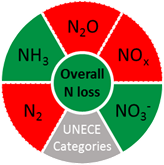 N₂O
NOₓ
NO₃⁻
UNECE
Categories
N₂
NH₃
Overall
N loss